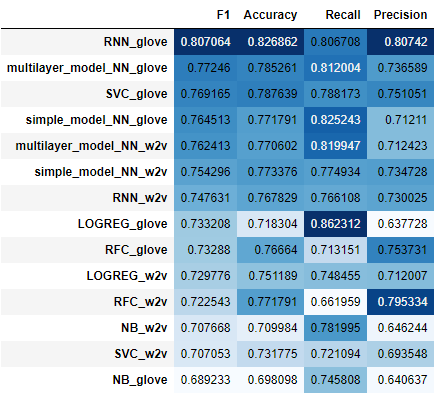 F1 Accuracy Recall Precision
RNN_glove 0.807064 0.826862 0.806708 0.80742
multilayer_model_NN_glove 0.77246 0.785261 0.812004 0.736589
SVC_glove 0.769165 0.787639 0.788173 0.751051
simple_model_NN_glove 0.764513 0.771791 0.825243 0.71211
multilayer_model_NN_w2v 0.762413 0.770602 0.819947 0.712423
simple_model_NN_w2v 0.754296 0.773376 0.774934 0.734728
RNN_w2v 0.747631 0.767829 0.766108 0.730025
LOGREG_glove 0.733208 0.718304 0.862312 0.637728
RFC_glove 0.73288 0.76664 0.713151 0.753731
LOGREG_w2v 0.729776 0.751189 0.748455 0.712007
RFC_w2v 0.722543 0.771791 0.661959 0.795334
NB_w2v 0.707668 0.709984 0.781995 0.646244
SVC_w2v 0.707053 0.731775 0.721094 0.693548
NB_glove 0.689233 0.698098 0.745808 0.640637